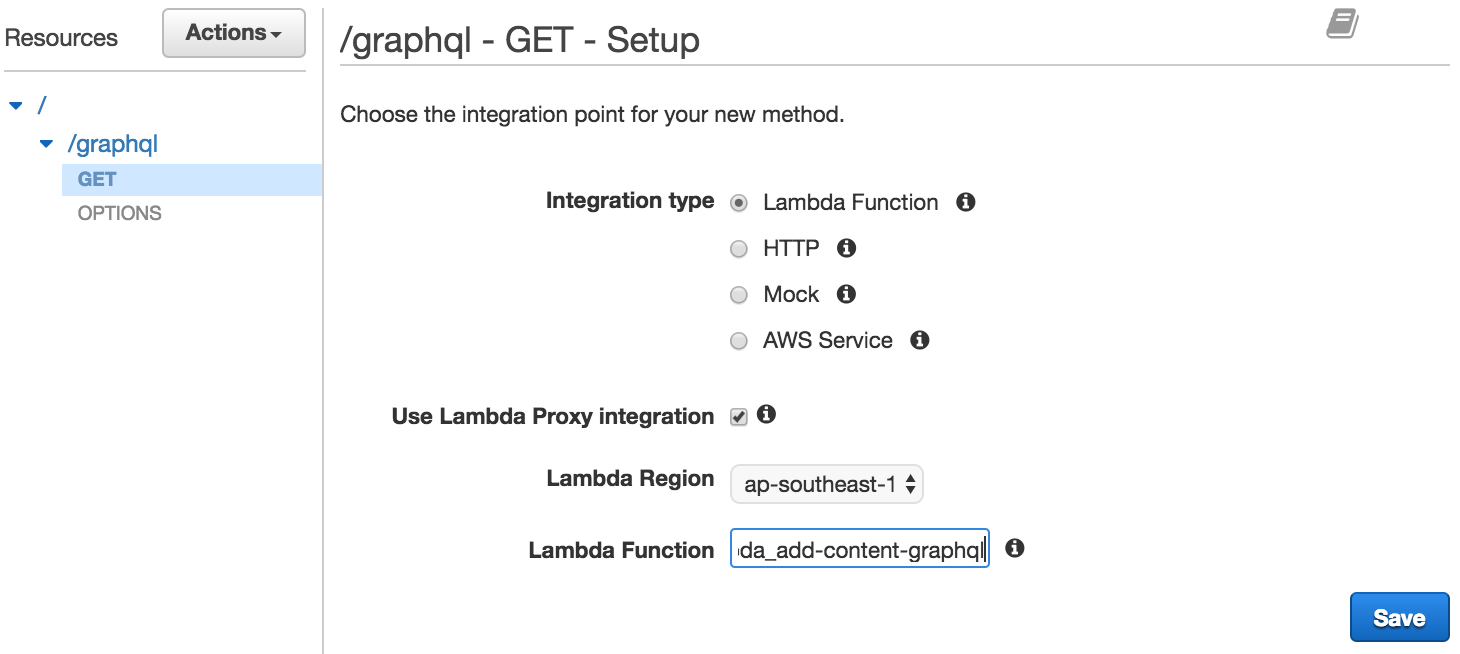 Resources
Actions
/
/graphql
GET
OPTIONS
/graphql - GET - Setup
Choose the integration point for your new method.
Integration type
Lambda Function
HTTP
Mock
AWS Service
Use Lambda Proxy integration
Lambda Region ap-southeast-1
Lambda Function da_add-content-graphql
Save